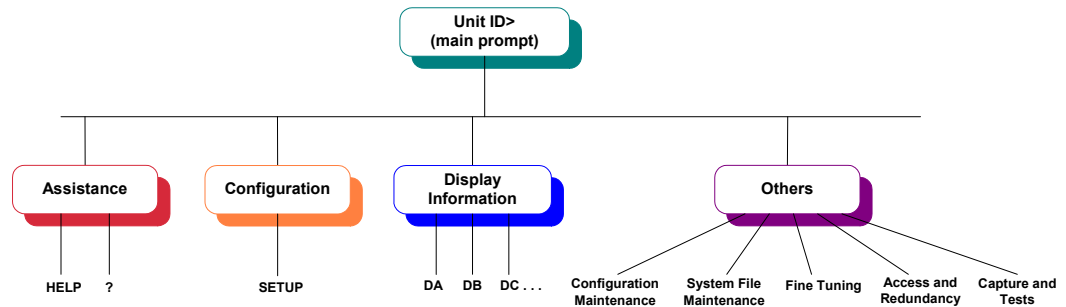 Unit ID>
(main prompt)
Assistance
Configuration
Display
Information
Others
HELP
?
SETUP
DA
DB
DC . . .
Configuration
Maintenance
System File
Maintenance
Fine Tuning
Access and
Redundancy
Capture and
Tests